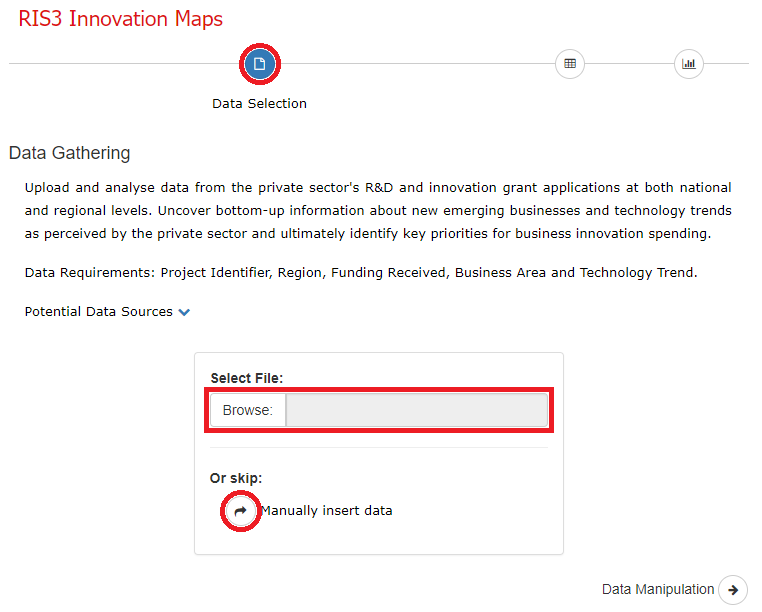 RIS3 Innovation Maps
Data Selection
Data Gathering
Upload and analyse data from the private sector's R&D and innovation grant applications at both national
and regional levels. Uncover bottom-up information about new emerging businesses and technology trends
as perceived by the private sector and ultimately identify key priorities for business innovation spending.
Data Requirements: Project Identifier, Region, Funding Received, Business Area and Technology Trend.
Potential Data Sources
Select File:
Browse:
Or skip:
Manually insert data
Data Manipulation